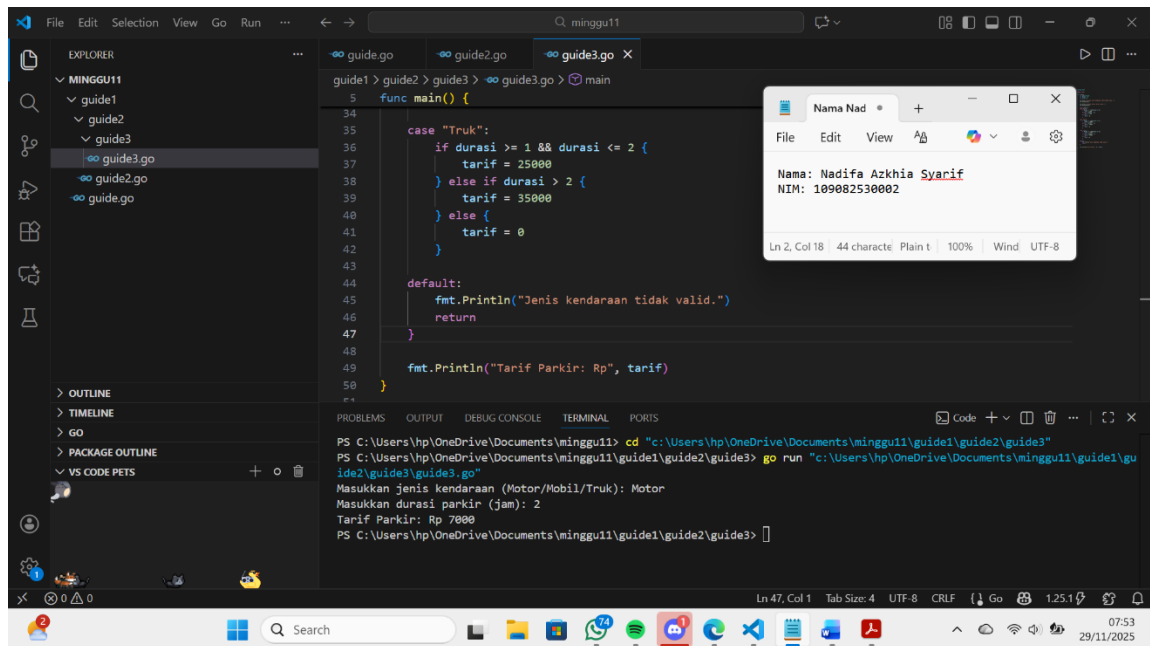 File Edit Selection View Go Run ···
minggu11
EXPLORER ···
MINGGU11
guide1
guide2
guide3
guide3.go
guide2.go
guide.go
OUTLINE
TIMELINE
GO
PACKAGE OUTLINE
VS CODE PETS
guide.go guide2.go guide3.go
guide1 > guide2 > guide3 > guide3.go > main
5 func main() {
34
35 case "Truk":
36 if durasi >= 1 && durasi <= 2 {
37 tarif = 25000
38 } else if durasi > 2 {
39 tarif = 35000
40 } else {
41 tarif = 0
42 }
43
44 default:
45 fmt.Println("Jenis kendaraan tidak valid.")
46 return
47 }
48
49 fmt.Println("Tarif Parkir: Rp", tarif)
50 }
51
Nama Nad
File Edit View
Nama: Nadifa Azkhia Syarif
NIM: 109082530002
Ln 2, Col 18 44 characte Plain t 100% Wind UTF-8
PROBLEMS OUTPUT DEBUG CONSOLE TERMINAL PORTS
Code
PS C:\Users\hp\OneDrive\Documents\minggu11> cd "c:\Users\hp\OneDrive\Documents\minggu11\guide1\guide2\guide3"
PS C:\Users\hp\OneDrive\Documents\minggu11\guide1\guide2\guide3> go run "c:\Users\hp\OneDrive\Documents\minggu11\guide1\gu
ide2\guide3\guide3.go"
Masukkan jenis kendaraan (Motor/Mobil/Truk): Motor
Masukkan durasi parkir (jam): 2
Tarif Parkir: Rp 7000
PS C:\Users\hp\OneDrive\Documents\minggu11\guide1\guide2\guide3>
1
0 0 Ln 47, Col 1 Tab Size: 4 UTF-8 CRLF Go 1.25.1
2 Search 74 1 07:53
29/11/2025